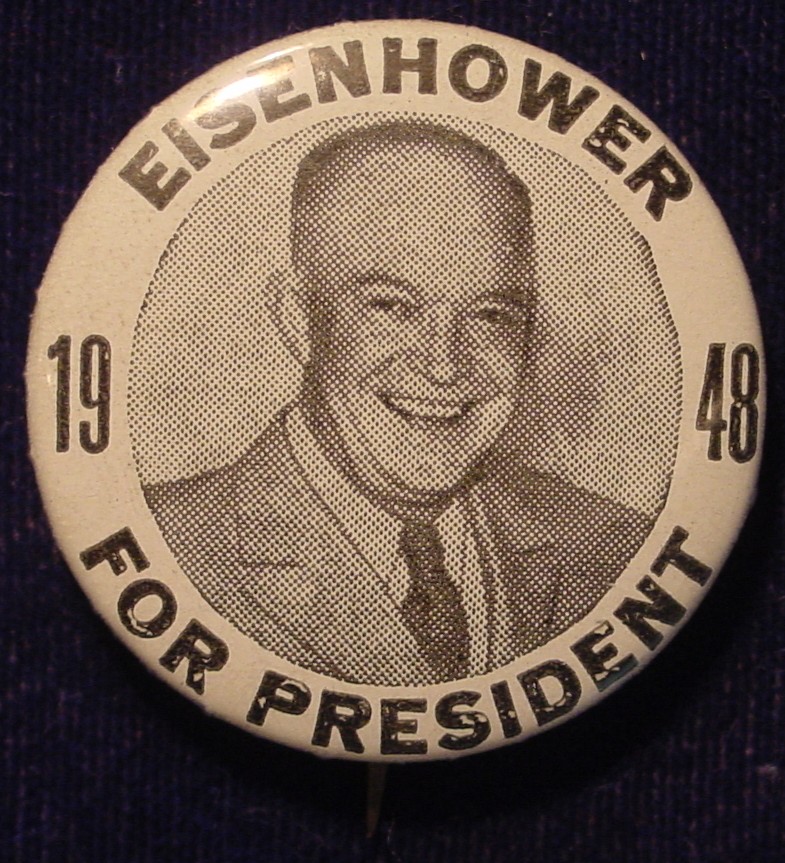 EISENHOWER
19 48
FOR PRESIDENT